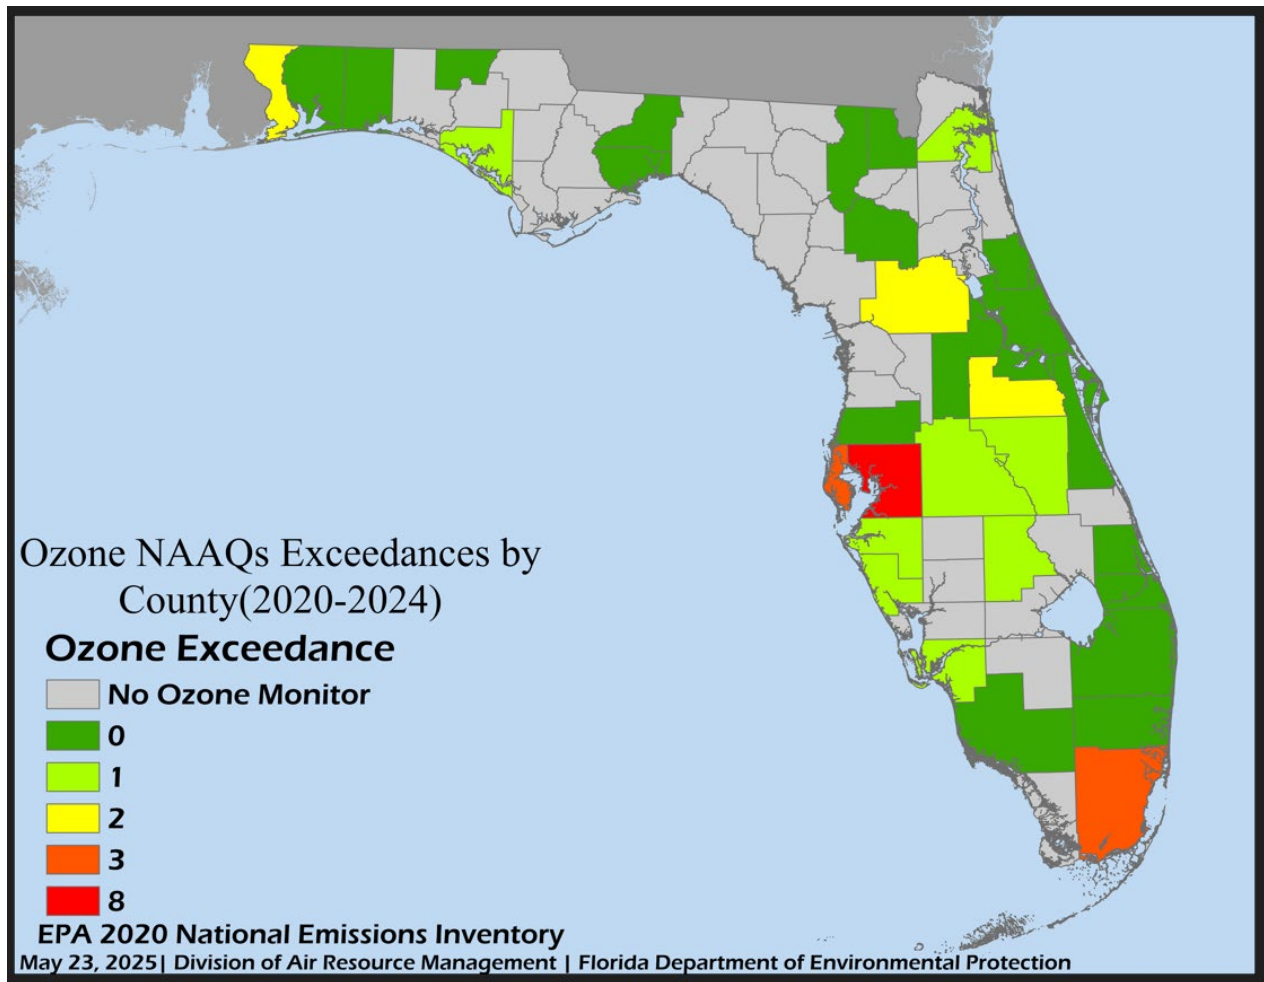 Ozone NAAQs Exceedances by
County(2020-2024)
Ozone Exceedance
No Ozone Monitor
0
1
2
3
8
EPA 2020 National Emissions Inventory
May 23, 2025| Division of Air Resource Management | Florida Department of Environmental Protection